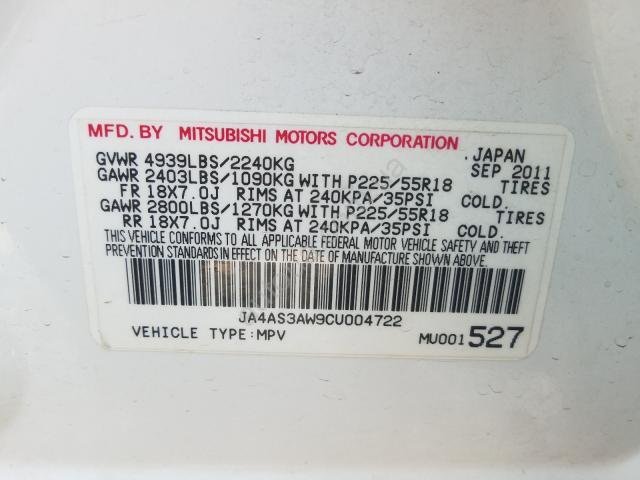 MFD. BY MITSUBISHI MOTORS CORPORATION
GVWR 4939LBS/2240KG JAPAN SEP 2011
GAWR 2403LBS/1090KG WITH P225/55R18 TIRES
FR 18X7.0J RIMS AT 240KPA/35PSI COLD.
GAWR 2800LBS/1270KG WITH P225/55R18 TIRES
RR 18X7.0J RIMS AT 240KPA/35PSI COLD.
THIS VEHICLE CONFORMS TO ALL APPLICABLE FEDERAL MOTOR VEHICLE SAFETY AND THEFT
PREVENTION STANDARDS IN EFFECT ON THE DATE OF MANUFACTURE SHOWN ABOVE.
JA4AS3AW9CU004722
VEHICLE TYPE:MPV MU001 527